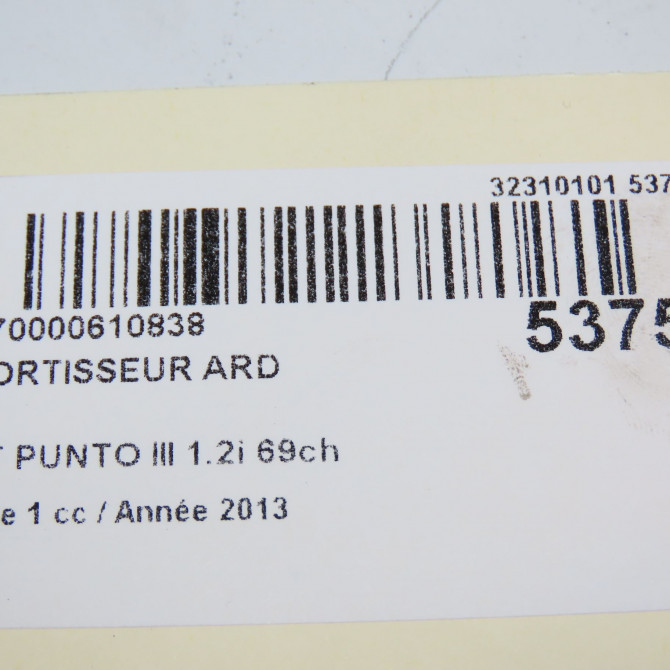 32310101 537
70000610838
5375
ORTISSEUR ARD
T PUNTO III 1.2i 69ch
e 1 cc / Année 2013